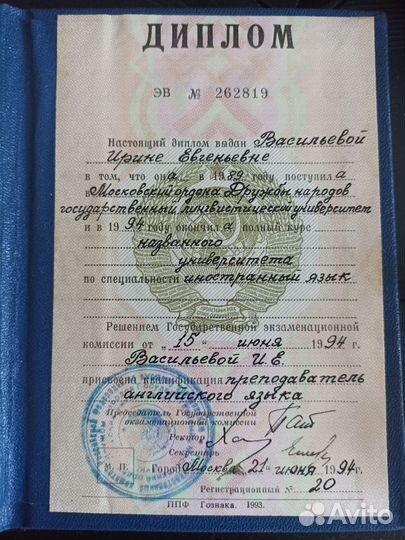 ДИПЛОМ
ЭВ № 262819
Настоящий диплом выдан Васильевой
Ирине Евгеньевне
в том, что она в 1989 году поступила
в Московский ордена Дружбы народов
государственный лингвистический университет
и в 1994 году окончила полный курс
названного
университета
по специальности иностранный язык
Решением Государственной экзаменационной
комиссии от „15" июня 1994 г.
Васильевой И.Е.
присвоена квалификация преподаватель
английского языка
Председатель Государственной
экзаменационной комиссии
Ректор
Секретарь
М. П. Город Москва 21 июня 1994 г.
Регистрационный № 20
ППФ Гознака. 1993.
Avito